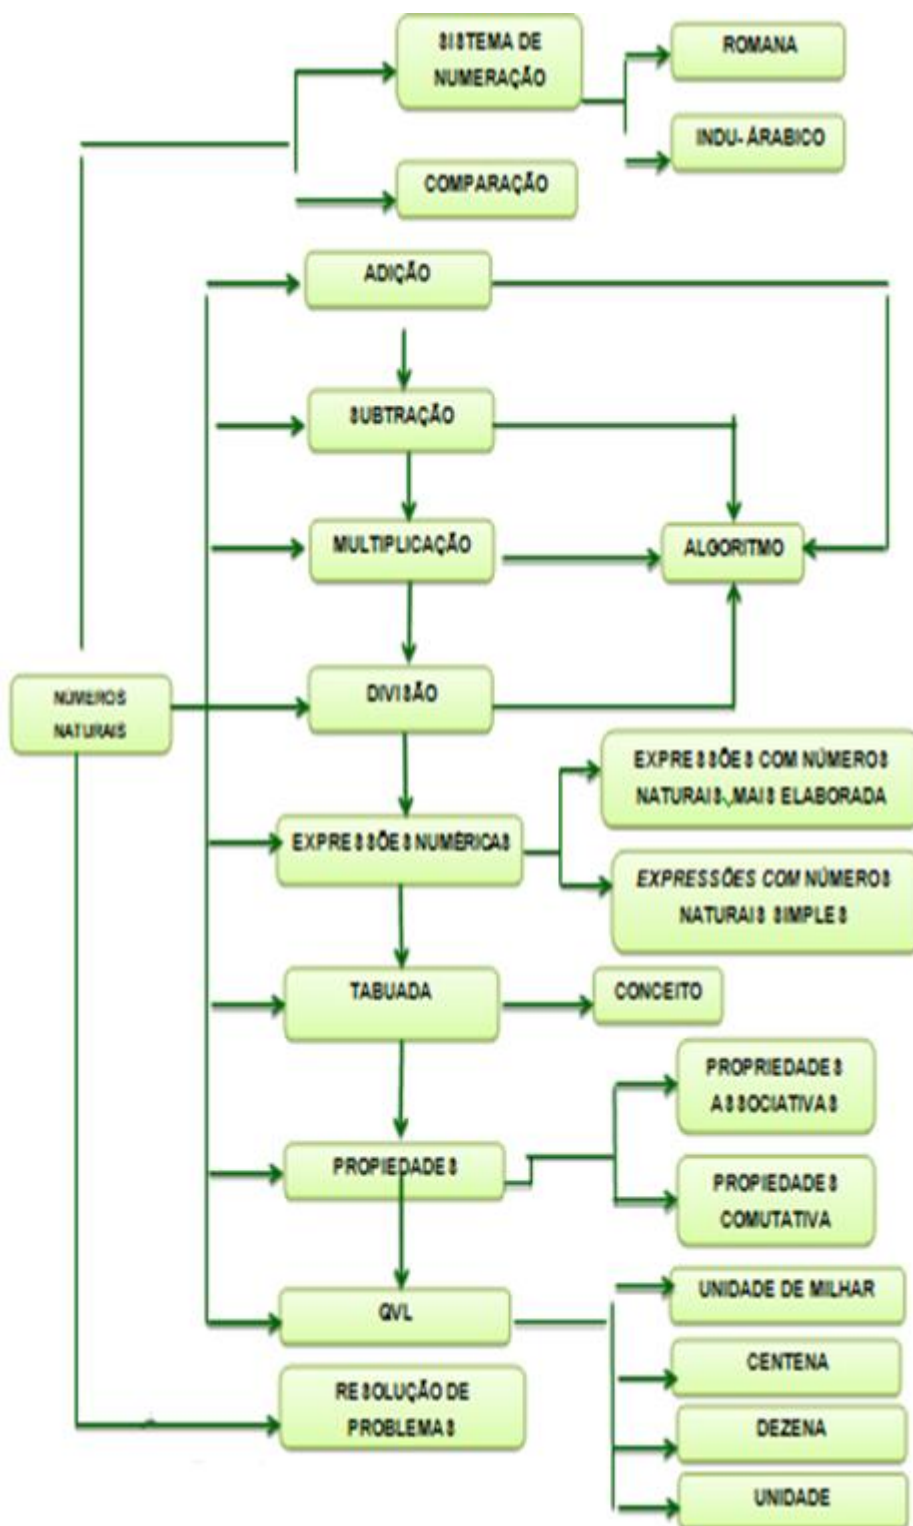 SISTEMA DE
NUMERAÇÃO
ROMANA
INDU- ÁRABICO
COMPARAÇÃO
ADIÇÃO
SUBTRAÇÃO
MULTIPLICAÇÃO
ALGORITMO
NÚMEROS
NATURAIS
DIVISÃO
EXPRESSÕES COM NÚMEROS
NATURAIS, MAIS ELABORADA
EXPRESSÕES NUMÉRICAS
EXPRESSÕES COM NÚMEROS
NATURAIS SIMPLES
TABUADA
CONCEITO
PROPRIEDADES
ASSOCIATIVAS
PROPIEDADES
PROPIEDADES
COMUTATIVA
QVL
UNIDADE DE MILHAR
CENTENA
DEZENA
UNIDADE
RESOLUÇÃO DE
PROBLEMAS